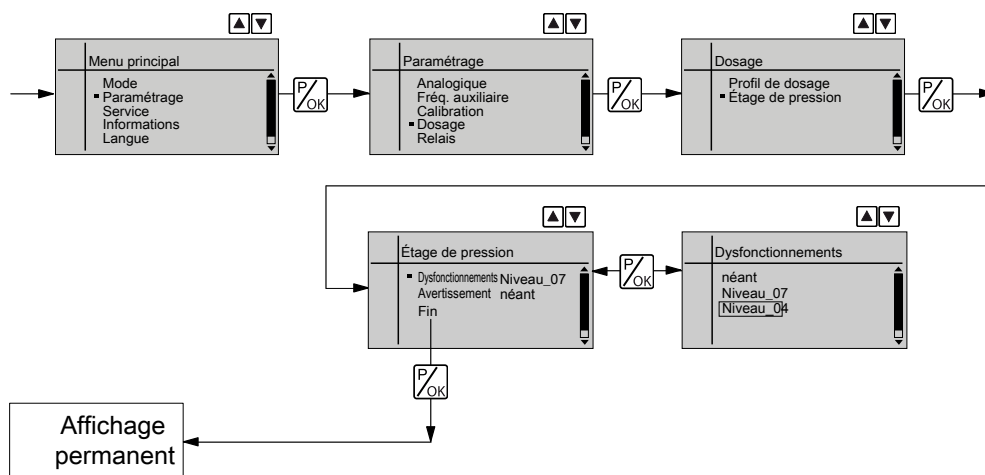 Menu principal
Mode
Paramétrage
Service
Informations
Langue
P/OK
Paramétrage
Analogique
Fréq. auxiliaire
Calibration
Dosage
Relais
P/OK
Dosage
Profil de dosage
Étage de pression
P/OK
Étage de pression
Dysfonctionnements Niveau_07
Avertissement néant
Fin
P/OK
Dysfonctionnements
néant
Niveau_07
Niveau_04
P/OK
Affichage
permanent